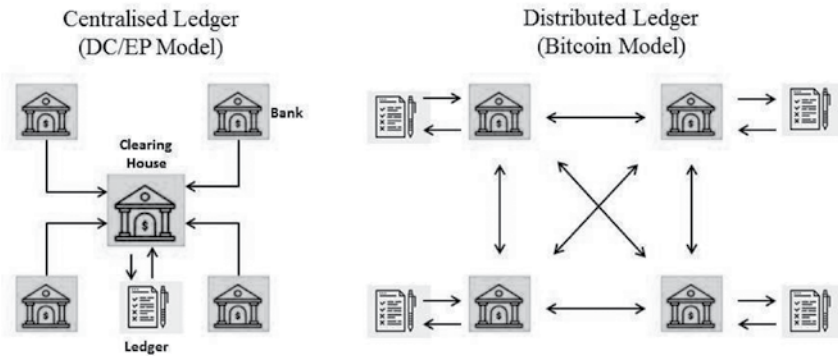 Centralised Ledger
(DC/EP Model)
Distributed Ledger
(Bitcoin Model)
Bank
Clearing
House
Ledger